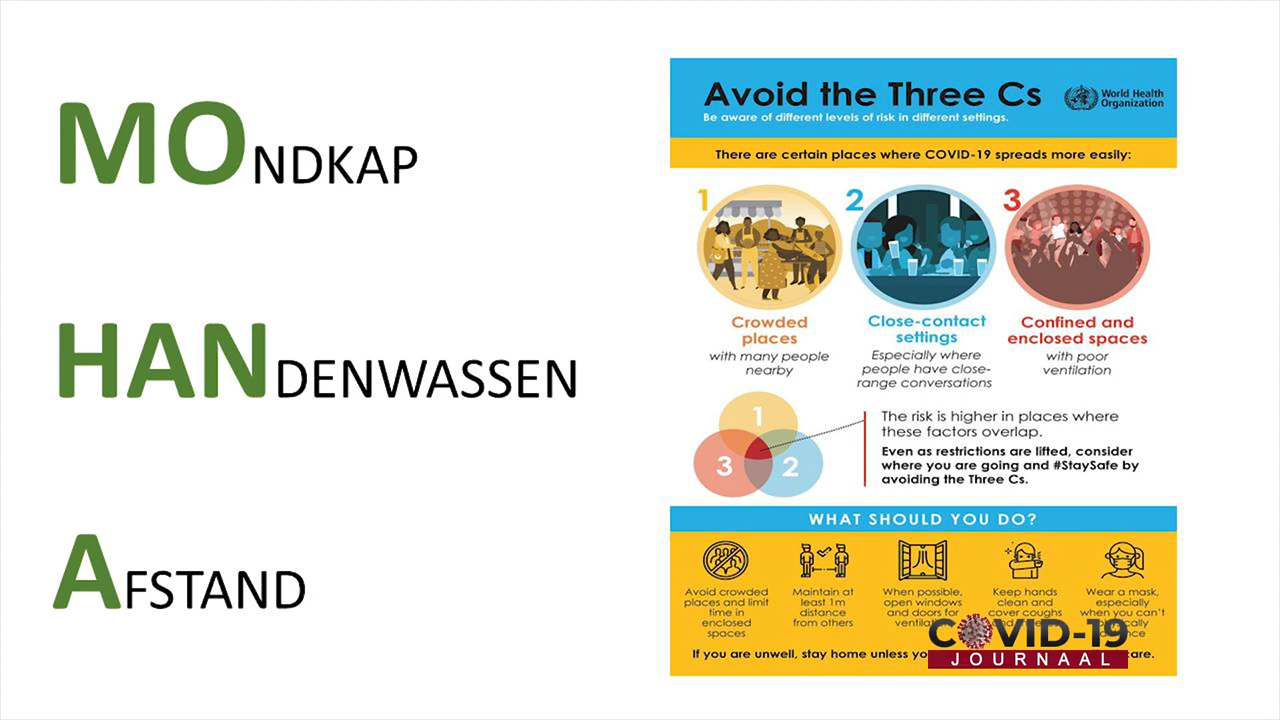 MONDKAP
HANDENWASSEN
AFSTAND
Avoid the Three Cs
Be aware of different levels of risk in different settings.
World Health
Organization
There are certain places where COVID-19 spreads more easily:
1
2
3
Crowded
places
with many people
nearby
Close-contact
settings
Especially where
people have close-
range conversations
Confined and
enclosed spaces
with poor
ventilation
1
3
2
The risk is higher in places where
these factors overlap.
Even as restrictions are lifted, consider
where you are going and #StaySafe by
avoiding the Three Cs.
WHAT SHOULD YOU DO?
Avoid crowded
places and limit
time in
enclosed
spaces
Maintain at
least 1m
distance
from others
When possible,
open windows
and doors for
Keep hands
clean and
cover coughs
Wear a mask,
especially
when you can't
If you are unwell, stay home unless
care.
COVID-19
JOURNAAL